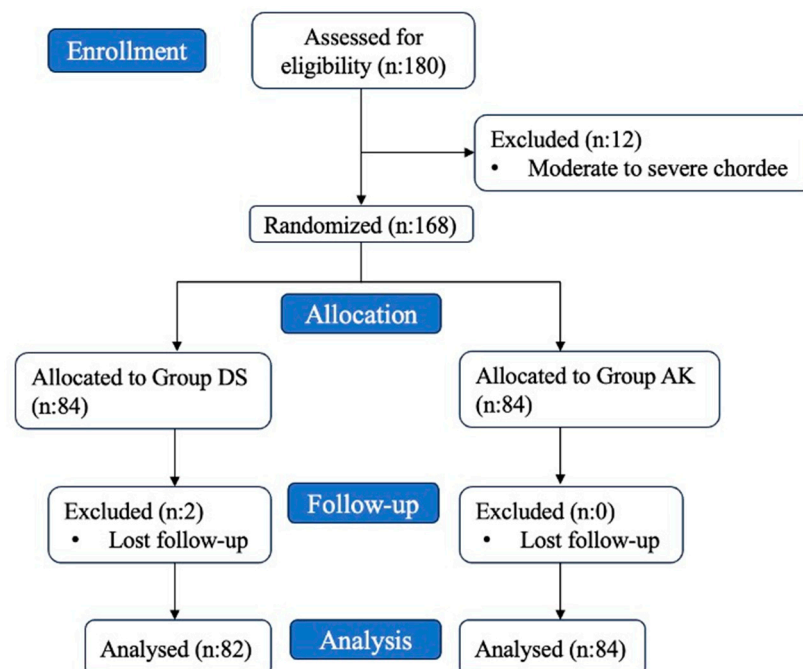 Enrollment
Assessed for
eligibility (n:180)
Excluded (n:12)
• Moderate to severe chordee
Randomized (n:168)
Allocation
Allocated to Group DS
(n:84)
Allocated to Group AK
(n:84)
Follow-up
Excluded (n:2)
• Lost follow-up
Excluded (n:0)
• Lost follow-up
Analysed (n:82)
Analysis
Analysed (n:84)